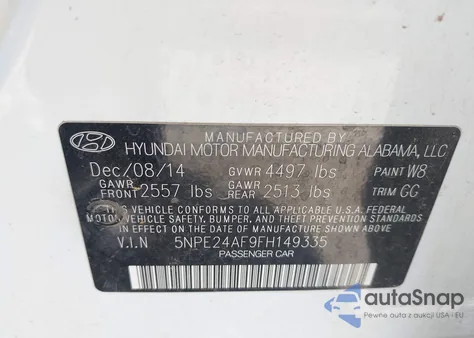 MANUFACTURED BY
HYUNDAI MOTOR MANUFACTURING ALABAMA, LLC
Dec/08/14 GVWR 4497 lbs PAINT W8
GAWR FRONT 2557 lbs GAWR REAR 2513 lbs TRIM GG
THIS VEHICLE CONFORMS TO ALL APPLICABLE U.S. FEDERAL
MOTOR VEHICLE SAFETY, BUMPER, AND THEFT PREVENTION STANDARDS
IN EFFECT ON THE DATE OF MANUFACTURE SHOWN ABOVE.
V.I.N 5NPE24AF9FH149335
PASSENGER CAR
autoSnap
Pewne auta z aukcji USA i EU